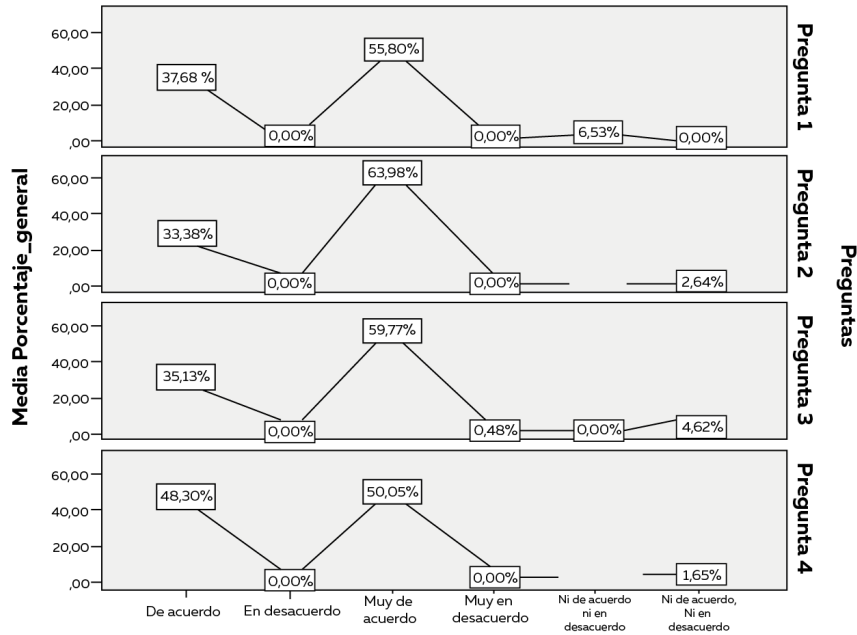 Media Porcentaje_general
Preguntas
60,00
40,00
20,00
,00
37,68 %
0,00%
55,80%
0,00%
6,53%
0,00%
Pregunta 1
60,00
40,00
20,00
,00
33,38%
0,00%
63,98%
0,00%
2,64%
Pregunta 2
60,00
40,00
20,00
,00
35,13%
0,00%
59,77%
0,48%
0,00%
4,62%
Pregunta 3
60,00
40,00
20,00
,00
48,30%
0,00%
50,05%
0,00%
1,65%
Pregunta 4
De acuerdo
En desacuerdo
Muy de
acuerdo
Muy en
desacuerdo
Ni de acuerdo
ni en
desacuerdo
Ni de acuerdo,
Ni en
desacuerdo